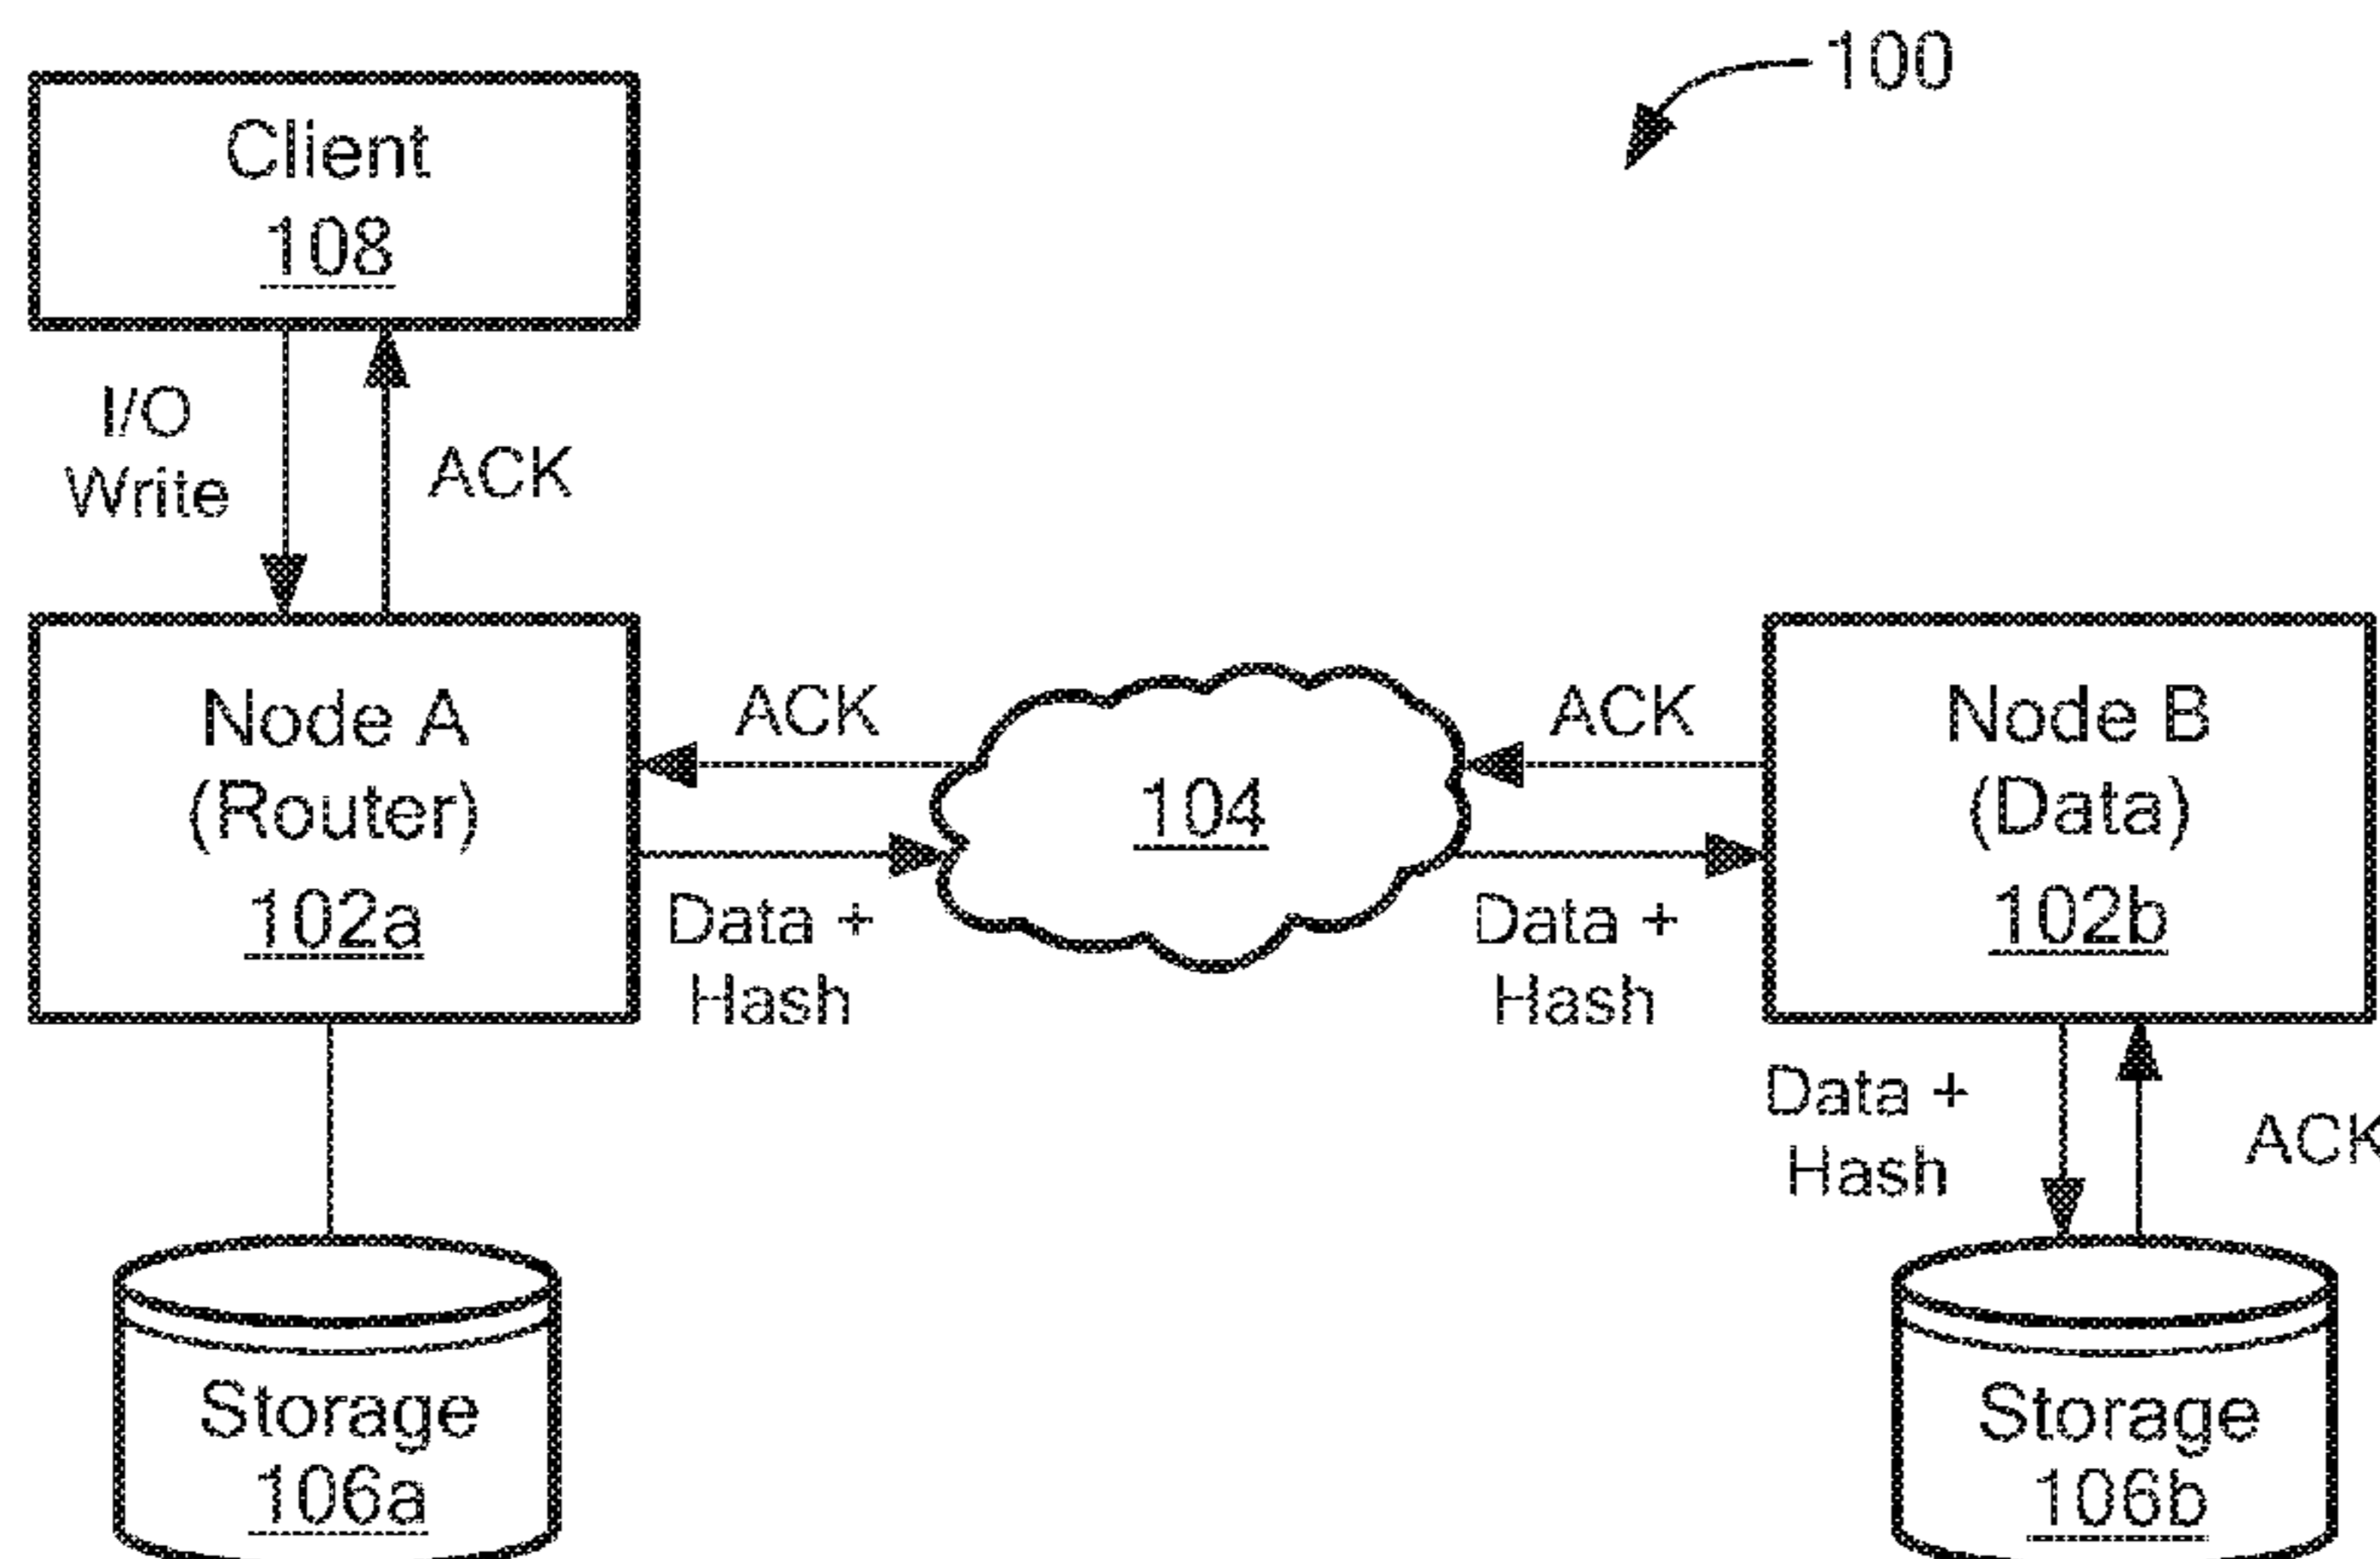 100
Client
108
I/O
Write
ACK
Node A
(Router)
102a
ACK
Data +
Hash
104
ACK
Data +
Hash
Node B
(Data)
102b
Data +
Hash
ACK
Storage
106a
Storage
106b